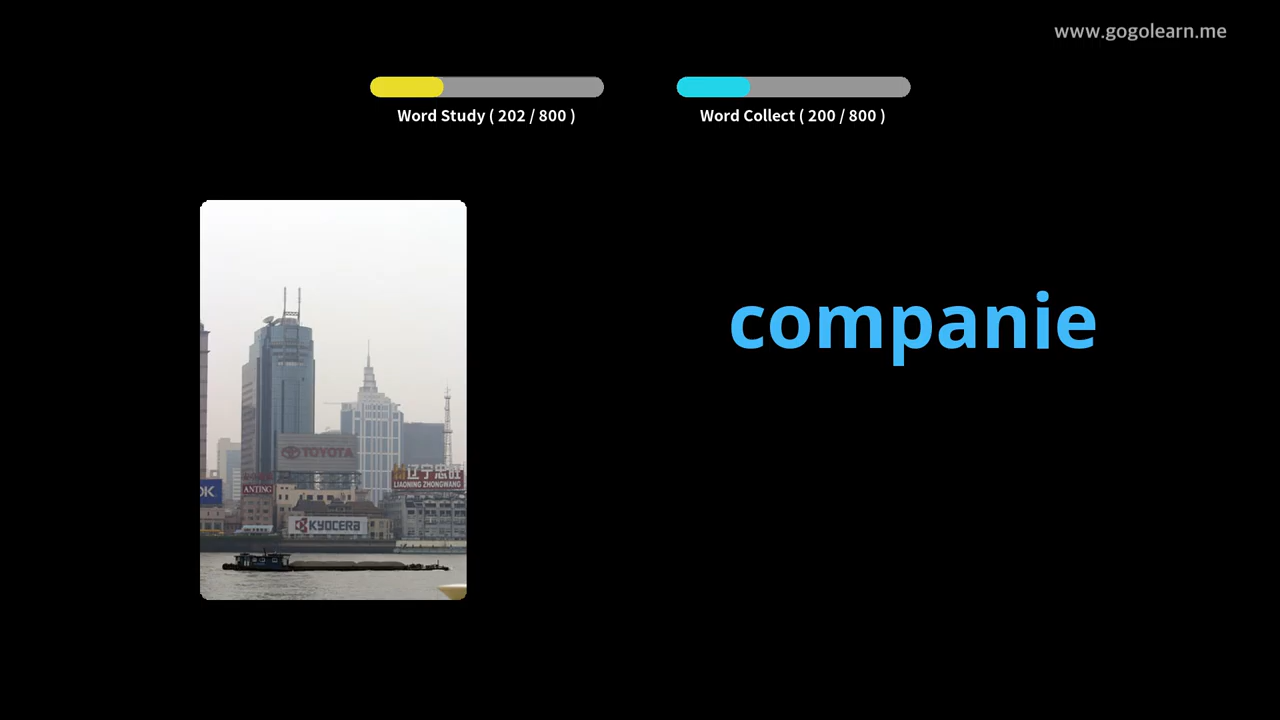 www.gogolearn.me
Word Study ( 202 / 800 )
Word Collect ( 200 / 800 )
companie
TOYOTA
辽宁忠旺
LIAONING ZHONGWANG
OK
ANTING
KYOCERA